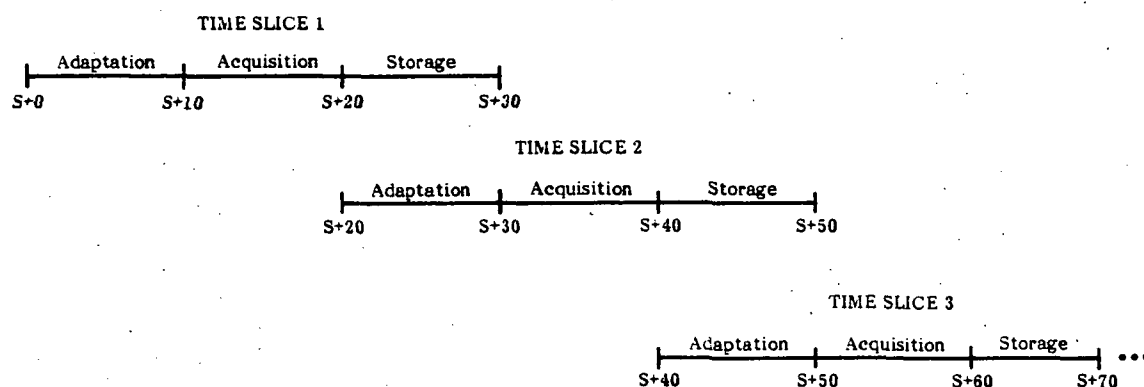 TIME SLICE 1
Adaptation Acquisition Storage
S+0 S+10 S+20 S+30
TIME SLICE 2
Adaptation Acquisition Storage
S+20 S+30 S+40 S+50
TIME SLICE 3
Adaptation Acquisition Storage
S+40 S+50 S+60 S+70